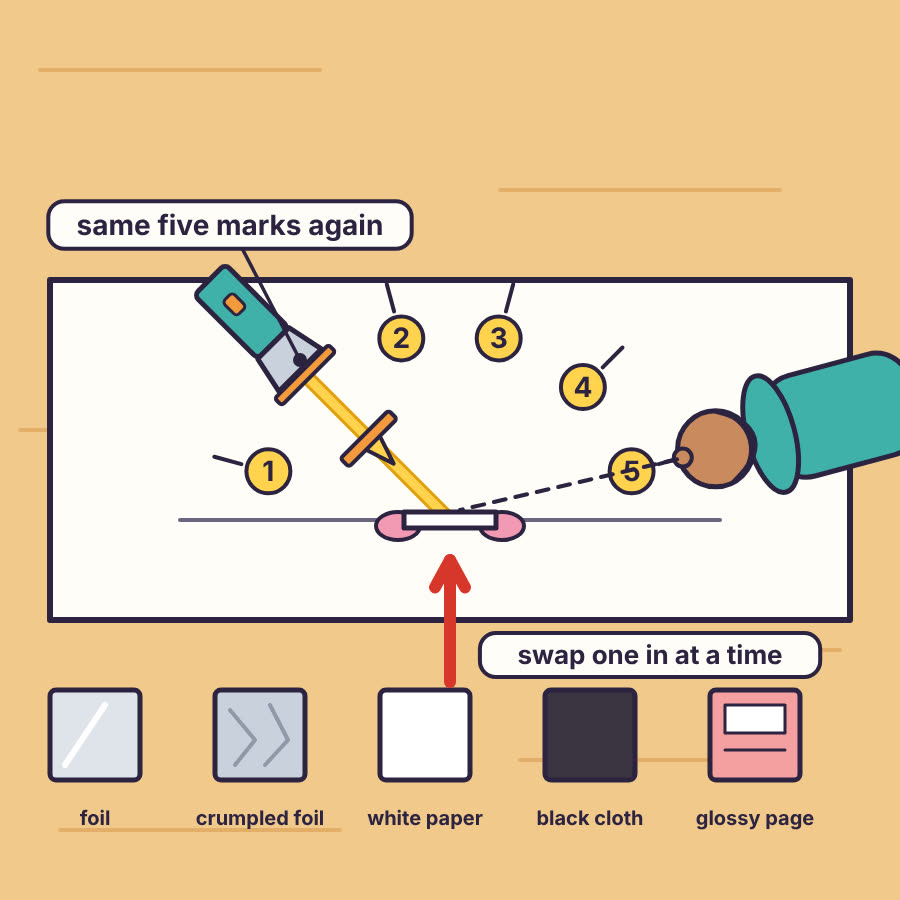 same five marks again
2
3
4
1
5
swap one in at a time
foil
crumpled foil
white paper
black cloth
glossy page